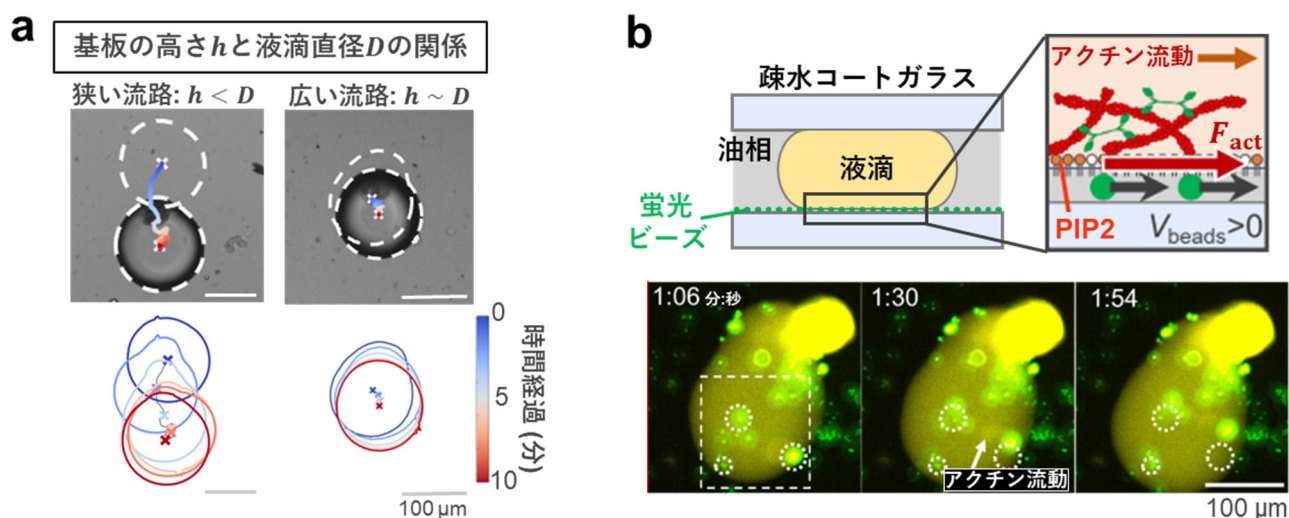 a
基板の高さhと液滴直径Dの関係
狭い流路: h < D
広い流路: h ~ D
0
5
10
時間経過 (分)
100 μm
b
疎水コートガラス
油相
液滴
蛍光
ビーズ
アクチン流動
Fact
PIP2
Vbeads>0
1:06 分:秒
1:30
1:54
アクチン流動
100 μm